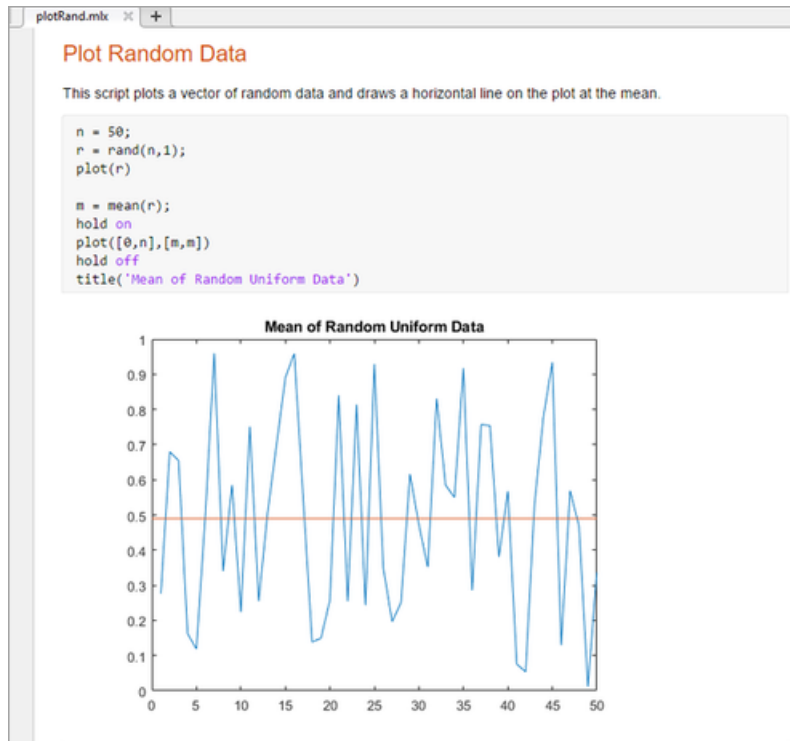 plotRand.mlx × +
Plot Random Data
This script plots a vector of random data and draws a horizontal line on the plot at the mean.
n = 50;
r = rand(n,1);
plot(r)
m = mean(r);
hold on
plot([0,n],[m,m])
hold off
title('Mean of Random Uniform Data')
Mean of Random Uniform Data
1
0.9
0.8
0.7
0.6
0.5
0.4
0.3
0.2
0.1
0
0 5 10 15 20 25 30 35 40 45 50